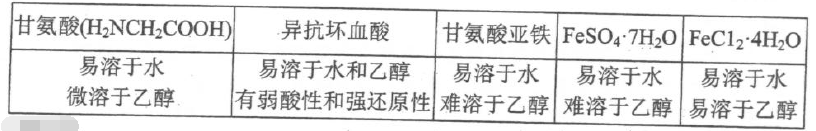 甘氨酸(H2NCH2COOH) 异抗坏血酸 甘氨酸亚铁 FeSO4·7H2O FeCl2·4H2O
易溶于水 易溶于水和乙醇 易溶于水 易溶于水 易溶于水
微溶于乙醇 有弱酸性和强还原性 难溶于乙醇 难溶于乙醇 易溶于乙醇